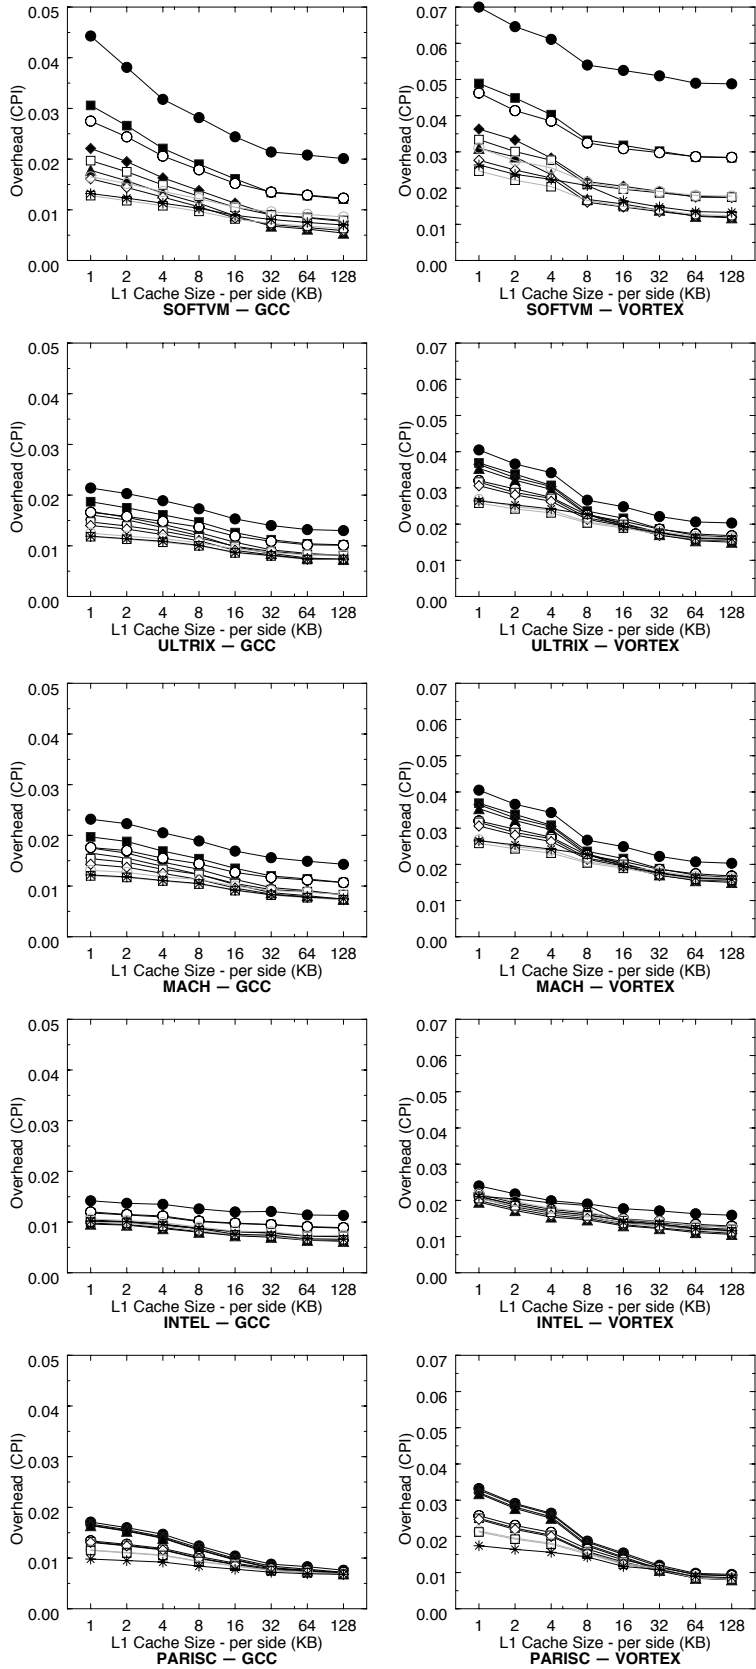 0.05
0.04
0.03
0.02
0.01
0.00
Overhead (CPI)
1 2 4 8 16 32 64 128
L1 Cache Size - per side (KB)
SOFTVM — GCC
0.07
0.06
0.05
0.04
0.03
0.02
0.01
0.00
Overhead (CPI)
1 2 4 8 16 32 64 128
L1 Cache Size - per side (KB)
SOFTVM — VORTEX
0.05
0.04
0.03
0.02
0.01
0.00
Overhead (CPI)
1 2 4 8 16 32 64 128
L1 Cache Size - per side (KB)
ULTRIX — GCC
0.07
0.06
0.05
0.04
0.03
0.02
0.01
0.00
Overhead (CPI)
1 2 4 8 16 32 64 128
L1 Cache Size - per side (KB)
ULTRIX — VORTEX
0.05
0.04
0.03
0.02
0.01
0.00
Overhead (CPI)
1 2 4 8 16 32 64 128
L1 Cache Size - per side (KB)
MACH — GCC
0.07
0.06
0.05
0.04
0.03
0.02
0.01
0.00
Overhead (CPI)
1 2 4 8 16 32 64 128
L1 Cache Size - per side (KB)
MACH — VORTEX
0.05
0.04
0.03
0.02
0.01
0.00
Overhead (CPI)
1 2 4 8 16 32 64 128
L1 Cache Size - per side (KB)
INTEL — GCC
0.07
0.06
0.05
0.04
0.03
0.02
0.01
0.00
Overhead (CPI)
1 2 4 8 16 32 64 128
L1 Cache Size - per side (KB)
INTEL — VORTEX
0.05
0.04
0.03
0.02
0.01
0.00
Overhead (CPI)
1 2 4 8 16 32 64 128
L1 Cache Size - per side (KB)
PARISC — GCC
0.07
0.06
0.05
0.04
0.03
0.02
0.01
0.00
Overhead (CPI)
1 2 4 8 16 32 64 128
L1 Cache Size - per side (KB)
PARISC — VORTEX